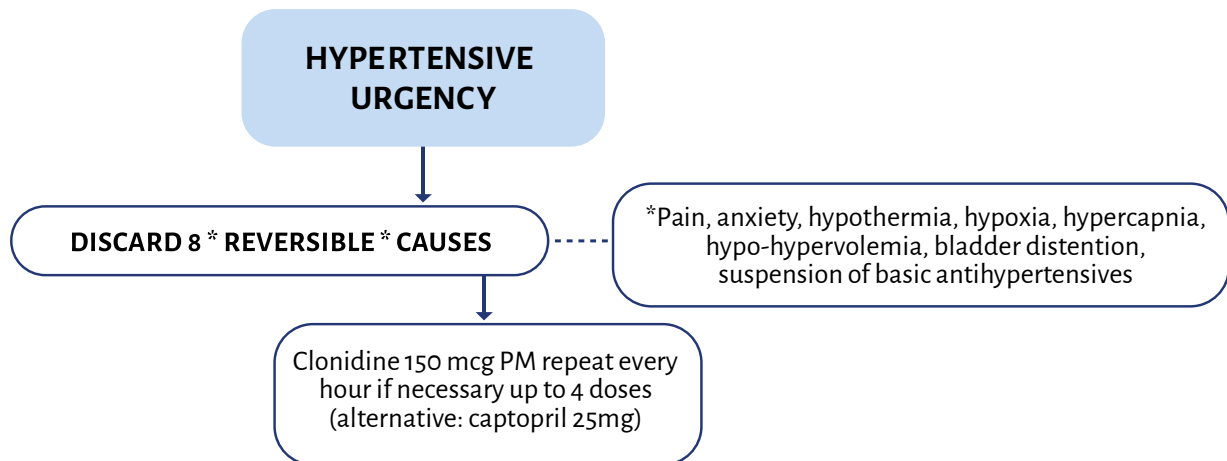 HYPERTENSIVE
URGENCY
DISCARD 8 * REVERSIBLE * CAUSES
*Pain, anxiety, hypothermia, hypoxia, hypercapnia,
hypo-hypervolemia, bladder distention,
suspension of basic antihypertensives
Clonidine 150 mcg PM repeat every
hour if necessary up to 4 doses
(alternative: captopril 25mg)